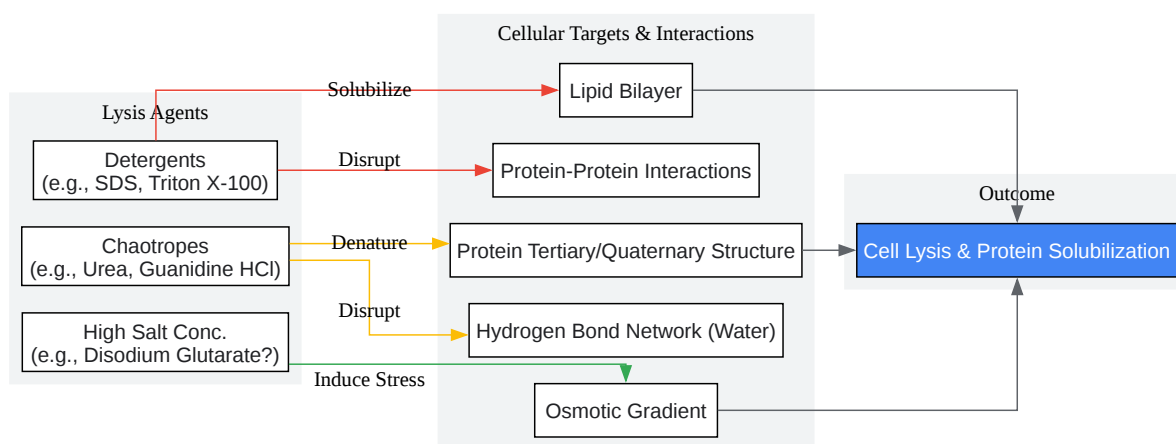 Cellular Targets & Interactions
Solubilize
Lipid Bilayer
Lysis Agents
Detergents
(e.g., SDS, Triton X-100)
Disrupt
Protein-Protein Interactions
Outcome
Chaotropes
(e.g., Urea, Guanidine HCl)
Denature
Protein Tertiary/Quaternary Structure
Cell Lysis & Protein Solubilization
Disrupt
Hydrogen Bond Network (Water)
High Salt Conc.
(e.g., Disodium Glutarate?)
Induce Stress
Osmotic Gradient